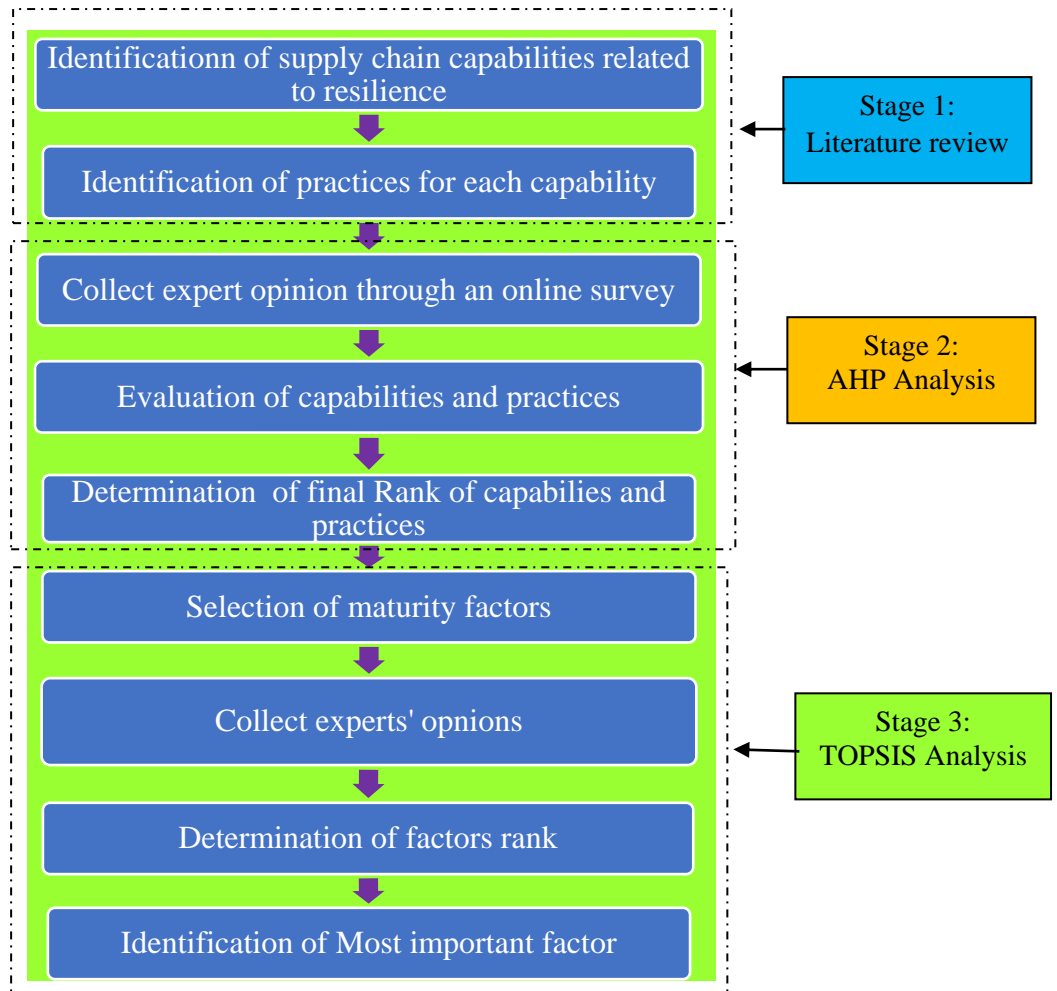 Identificationn of supply chain capabilities related
to resilience
Stage 1:
Literature review
Identification of practices for each capability
Collect expert opinion through an online survey
Stage 2:
AHP Analysis
Evaluation of capabilities and practices
Determination of final Rank of capabilies and
practices
Selection of maturity factors
Collect experts' opnions
Stage 3:
TOPSIS Analysis
Determination of factors rank
Identification of Most important factor